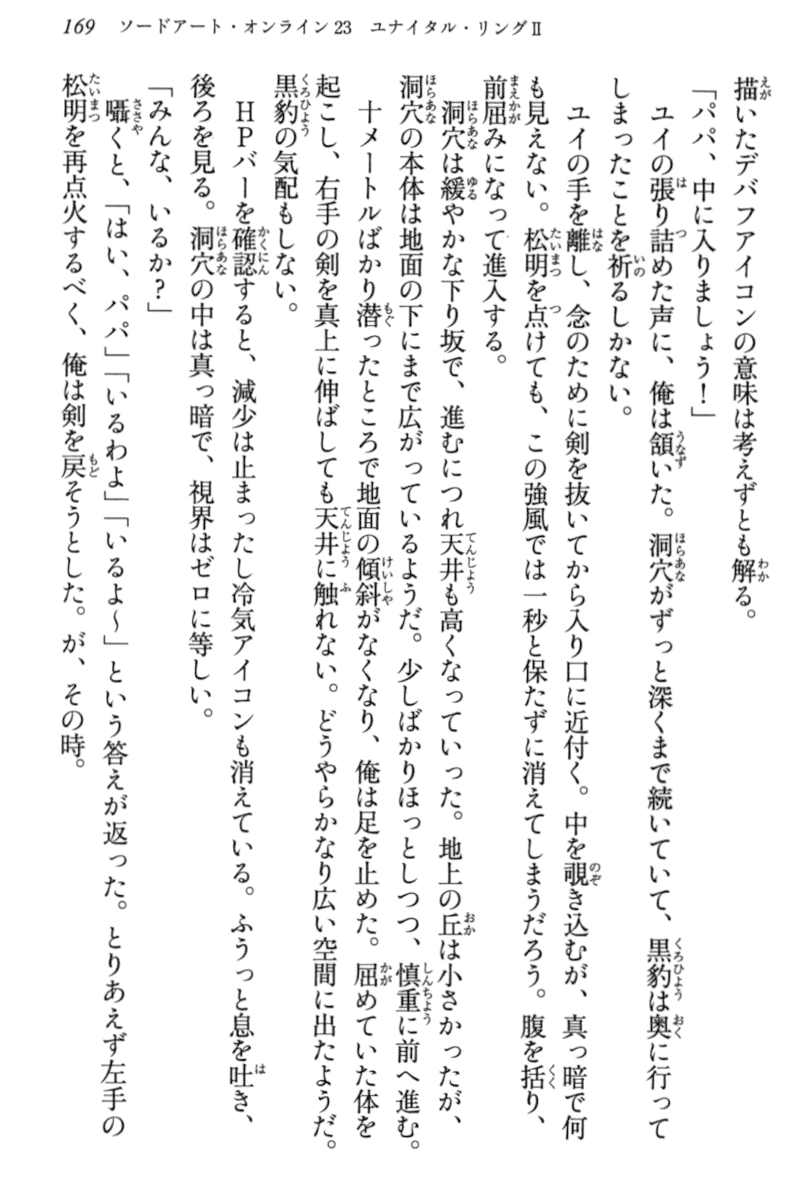 169　ソードアート・オンライン23　ユナイタル・リングⅡ
描いたデバフアイコンの意味は考えずとも解る。
「パパ、中に入りましょう！」
ユイの張り詰めた声に、俺は頷いた。洞穴がずっと深くまで続いていて、黒豹は奥に行って
しまったことを祈るしかない。
ユイの手を離し、念のために剣を抜いてから入り口に近付く。中を覗き込むが、真っ暗で何
も見えない。松明を点けても、この強風では一秒と保たずに消えてしまうだろう。腹を括り、
前屈みになって進入する。
洞穴は緩やかな下り坂で、進むにつれ天井も高くなっていった。地上の丘は小さかったが、
洞穴の本体は地面の下にまで広がっているようだ。少しばかりほっとしつつ、慎重に前へ進む。
十メートルばかり潜ったところで地面の傾斜がなくなり、俺は足を止めた。屈めていた体を
起こし、右手の剣を真上に伸ばしても天井に触れない。どうやらかなり広い空間に出たようだ。
黒豹の気配もしない。
ＨＰバーを確認すると、減少は止まったし冷気アイコンも消えている。ふうっと息を吐き、
後ろを見る。洞穴の中は真っ暗で、視界はゼロに等しい。
「みんな、いるか？」
囁くと、「はい、パパ」「いるわよ」「いるよ～」という答えが返った。とりあえず左手の
松明を再点火するべく、俺は剣を戻そうとした。が、その時。